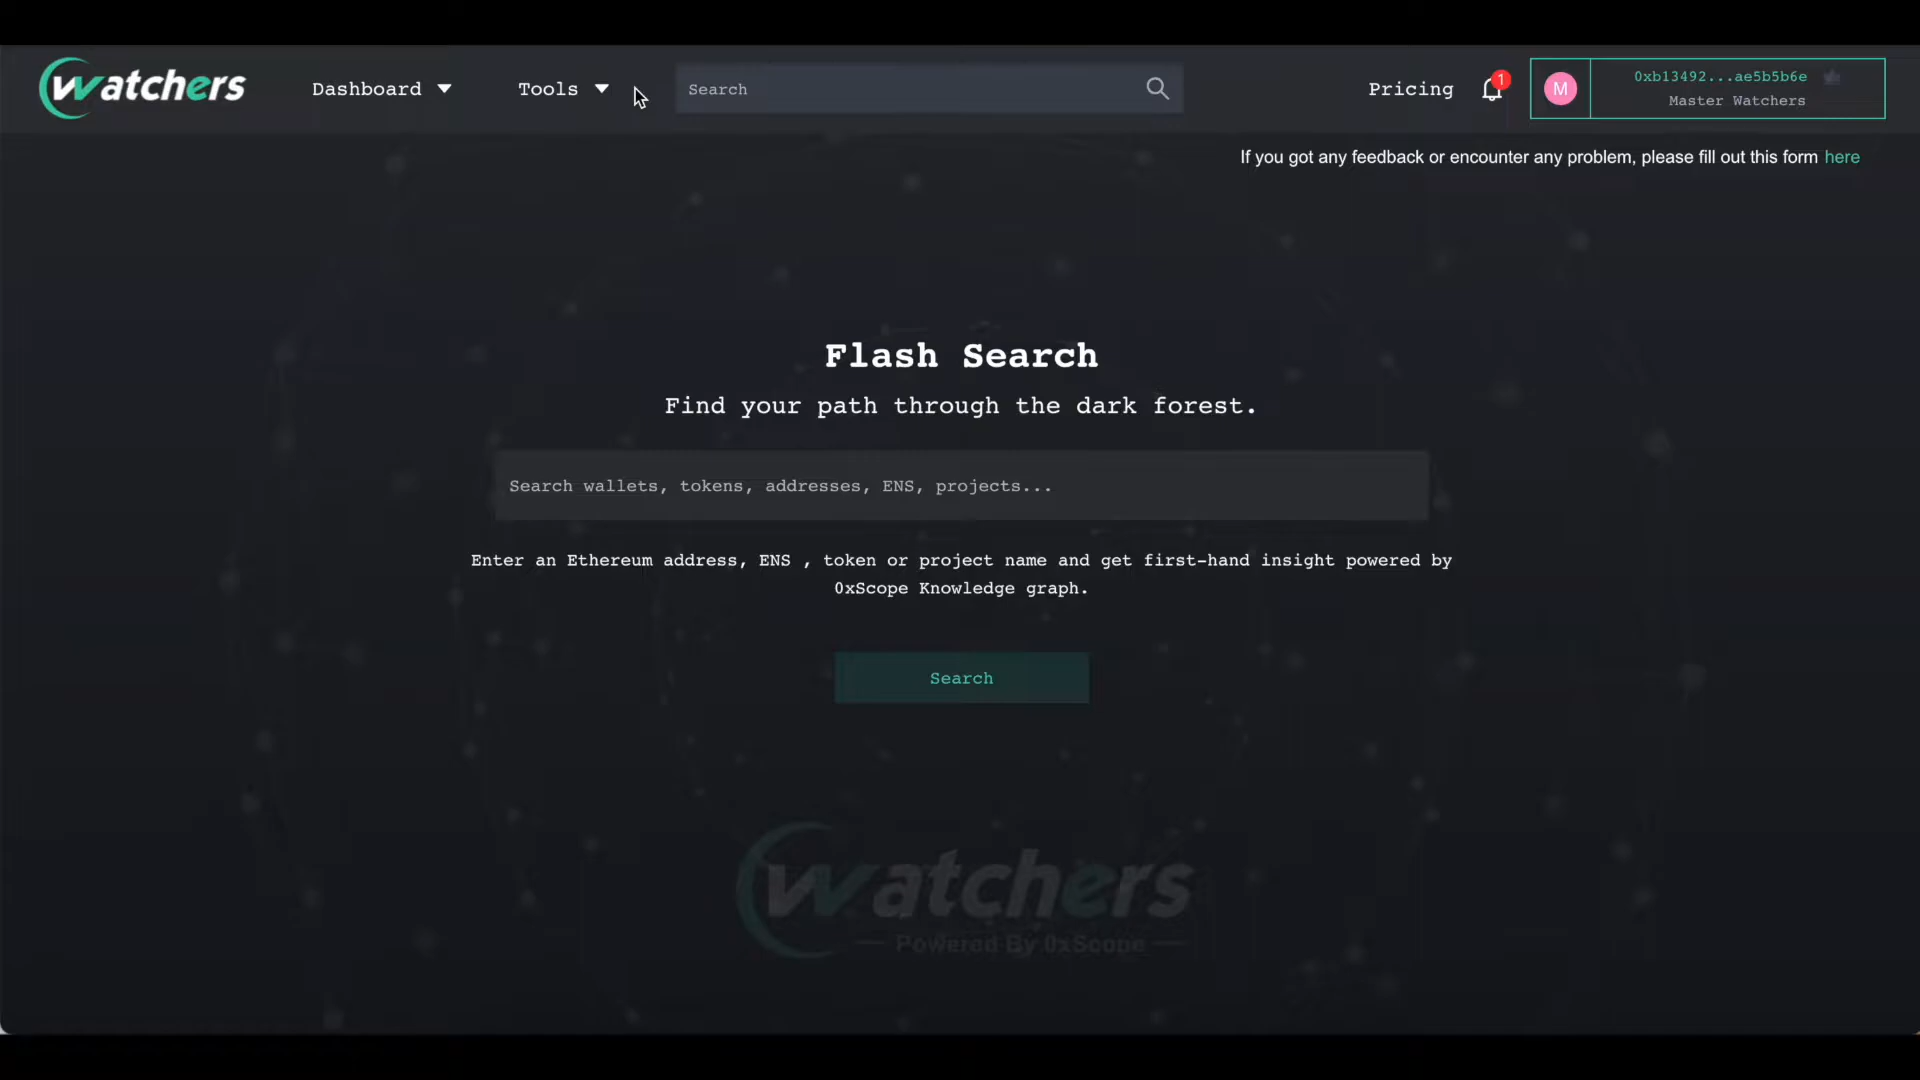 Watchers
Dashboard
Tools
Search
Pricing
1
M
0xb13492...ae5b5b6e
Master Watchers
If you got any feedback or encounter any problem, please fill out this form here
Flash Search
Find your path through the dark forest.
Search wallets, tokens, addresses, ENS, projects...
Enter an Ethereum address, ENS , token or project name and get first-hand insight powered by
0xScope Knowledge graph.
Search
Watchers
Powered By 0xScope